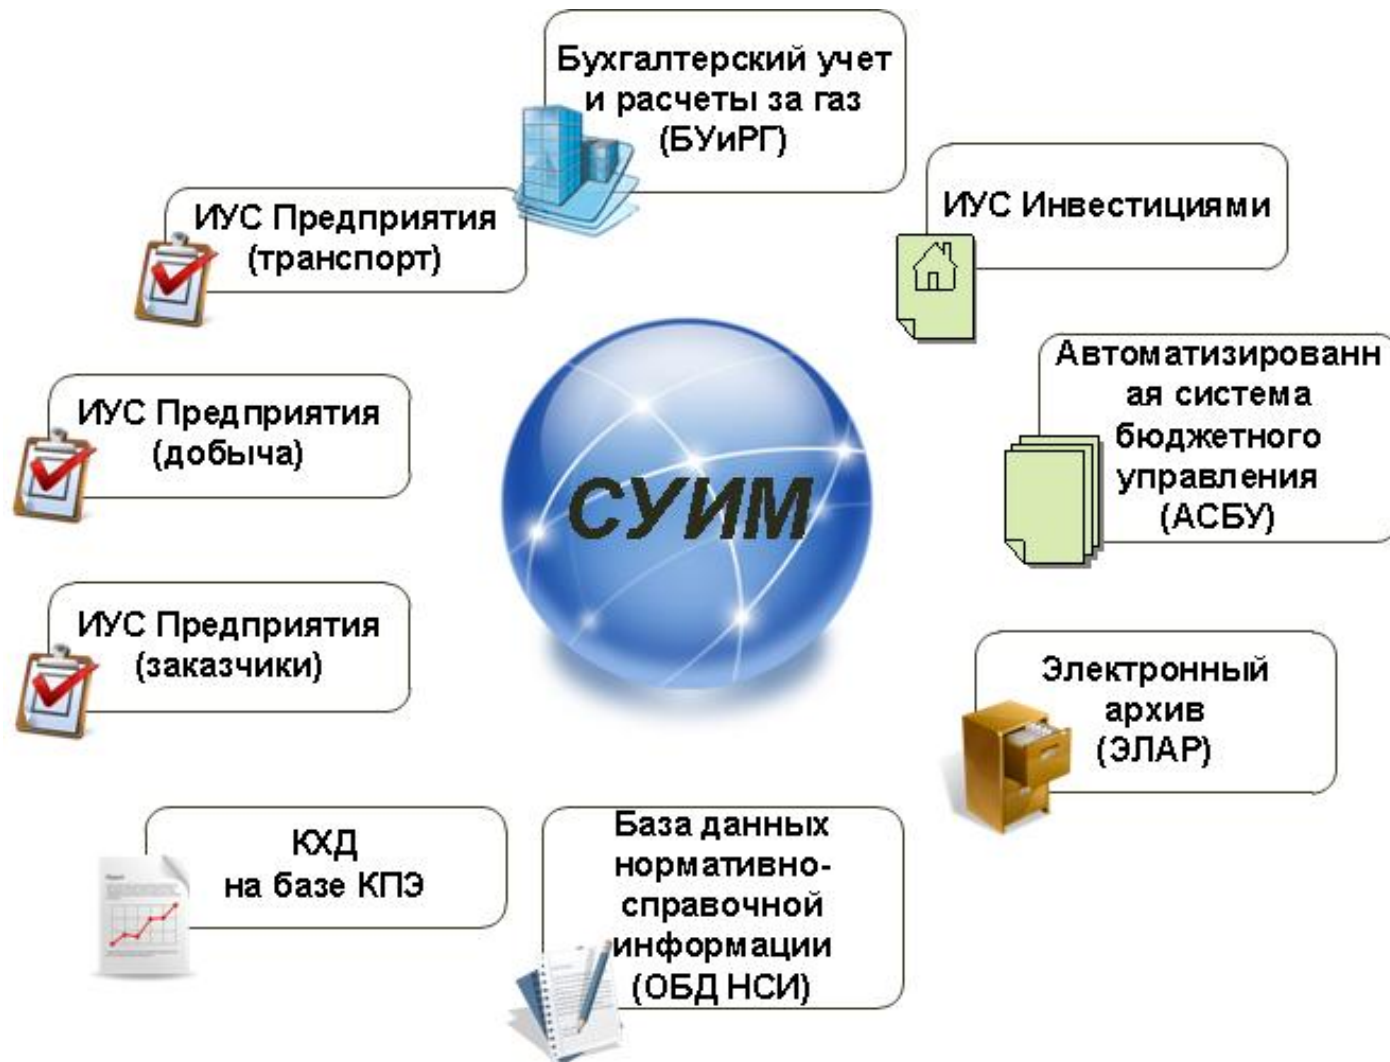 Бухгалтерский учет
и расчеты за газ
(БУиРГ)
ИУС Предприятия
(транспорт)
ИУС Инвестициями
Автоматизированн
ая система
бюджетного
управления
(АСБУ)
ИУС Предприятия
(добыча)
СУИМ
ИУС Предприятия
(заказчики)
Электронный
архив
(ЭЛАР)
КХД
на базе КПЭ
База данных
нормативно-
справочной
информации
(ОБД НСИ)